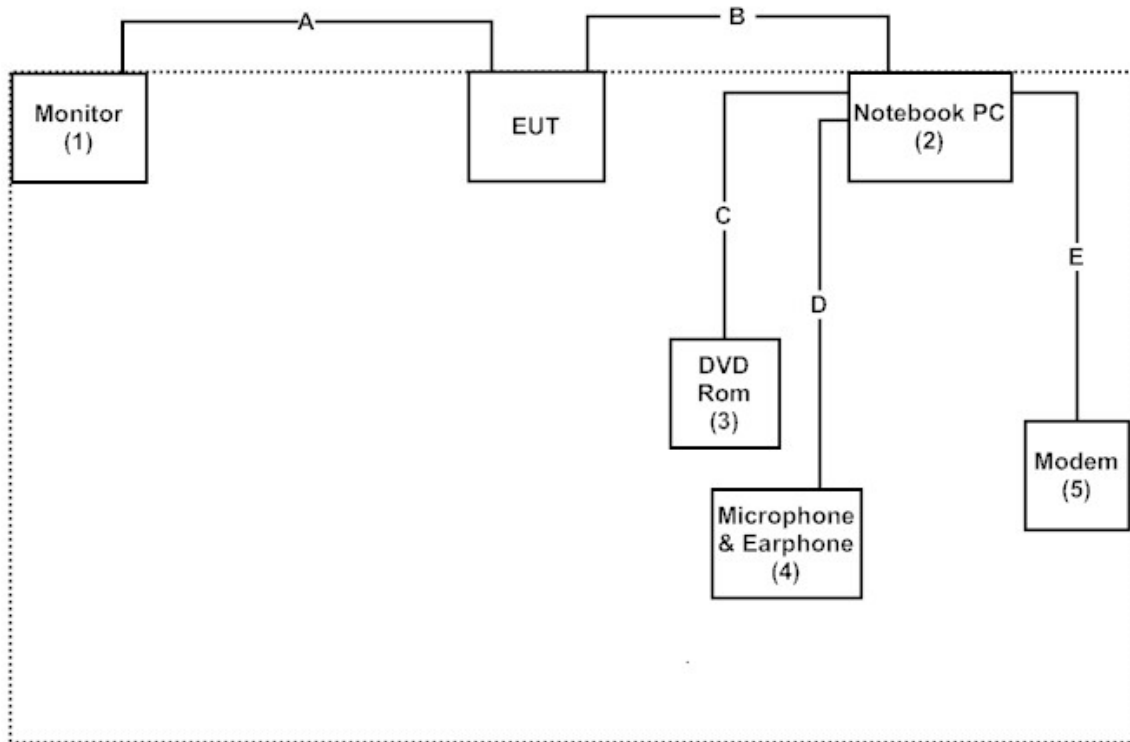 A
B
Monitor
(1)
EUT
Notebook PC
(2)
C
D
E
DVD
Rom
(3)
Modem
(5)
Microphone
& Earphone
(4)